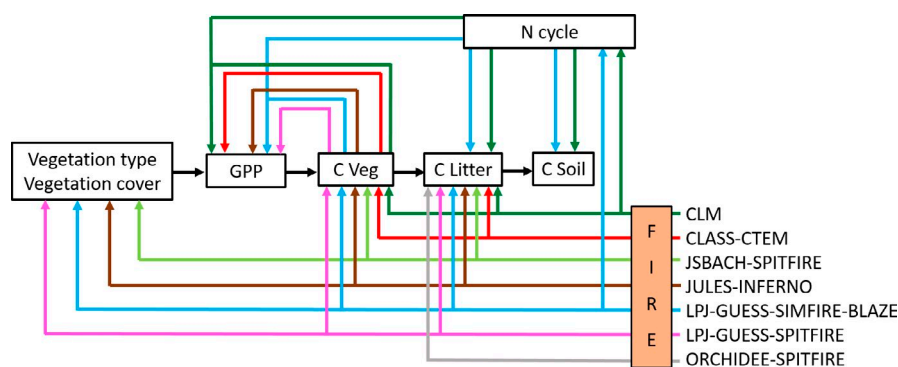 N cycle
Vegetation type
Vegetation cover
GPP
C Veg
C Litter
C Soil
F
I
R
E
CLM
CLASS-CTEM
JSBACH-SPITFIRE
JULES-INFERNO
LPJ-GUESS-SIMFIRE-BLAZE
LPJ-GUESS-SPITFIRE
ORCHIDEE-SPITFIRE